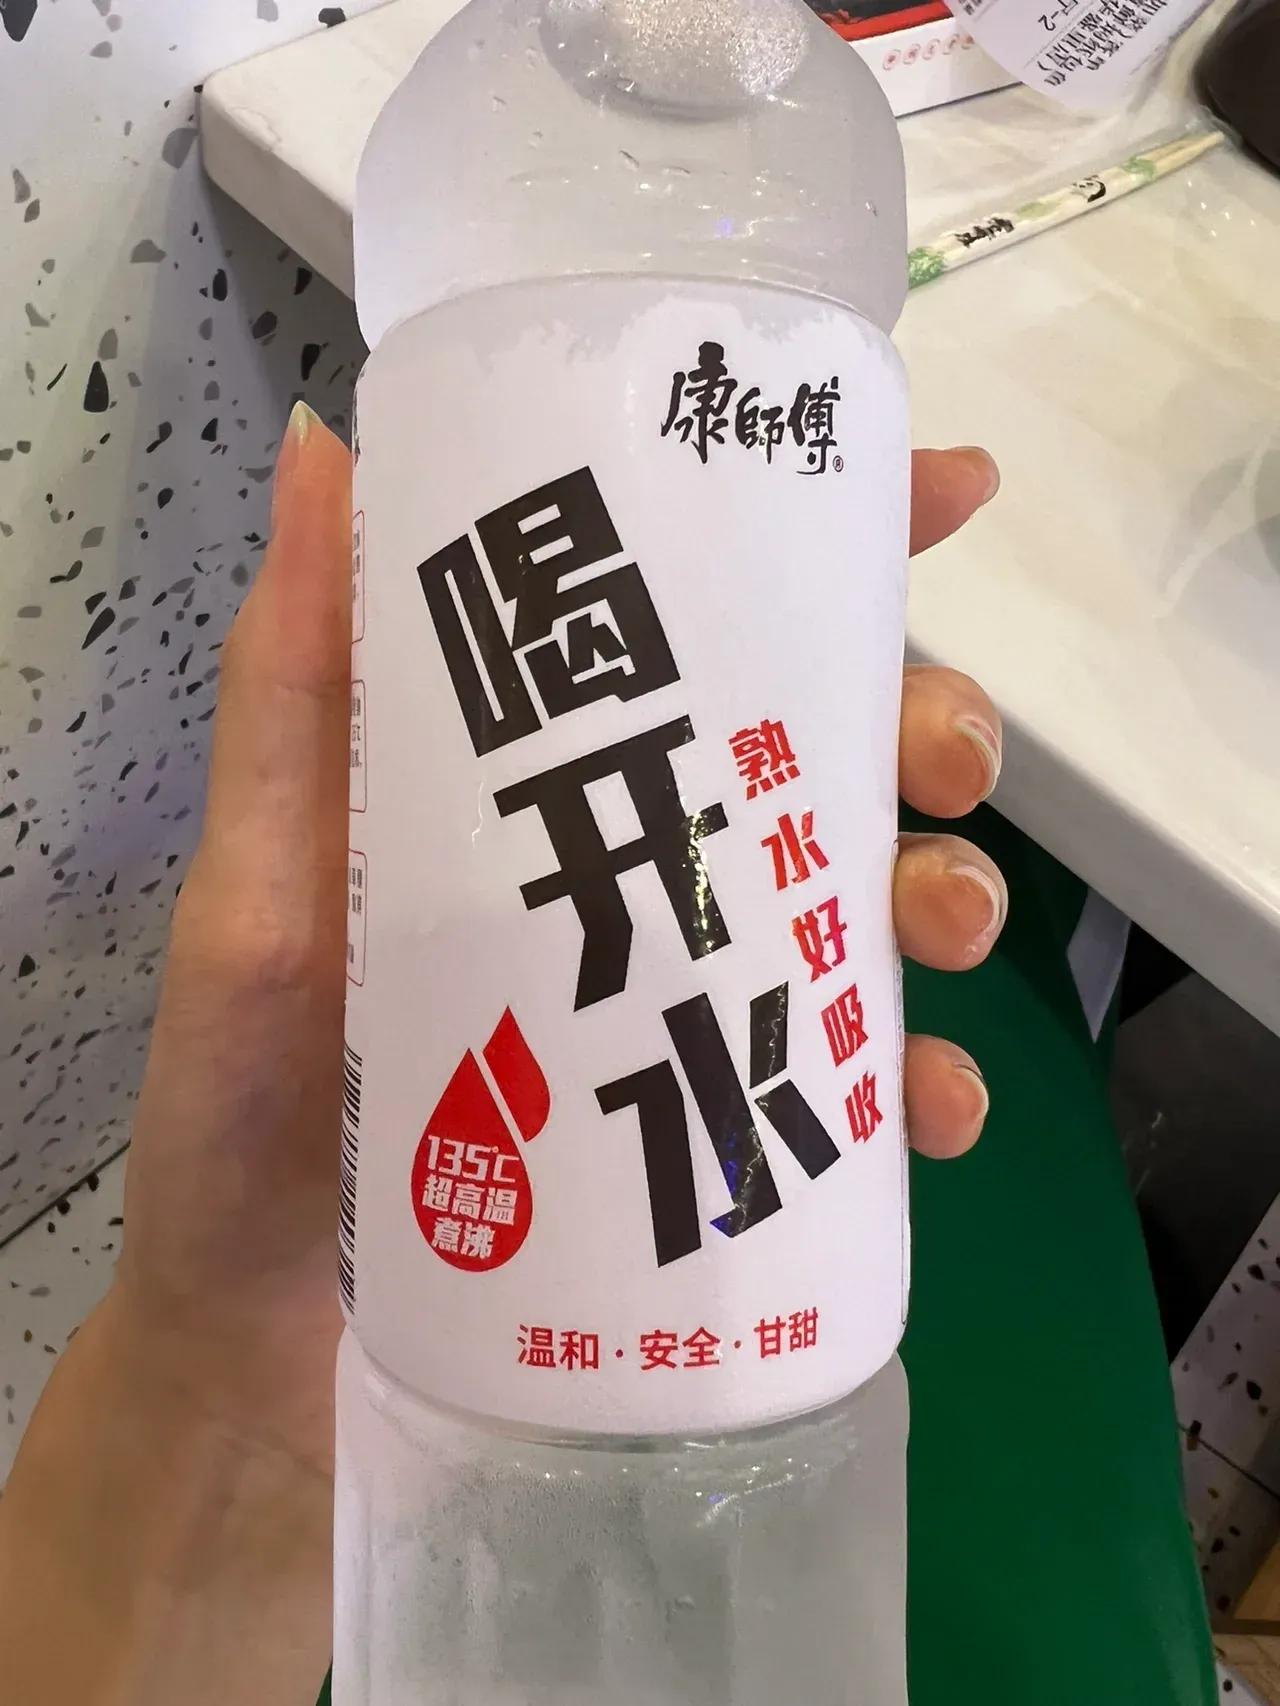 康師傅
喝开水
熟水好吸收
135℃
超高温
煮沸
温和·安全·甘甜